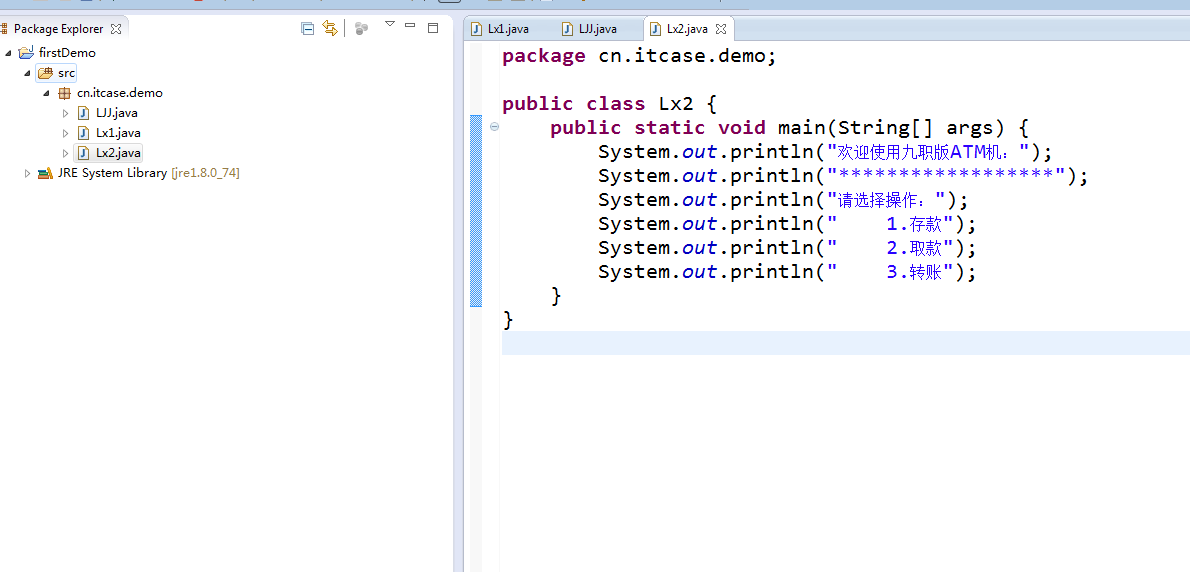 Package Explorer
firstDemo
src
cn.itcase.demo
LJJ.java
Lx1.java
Lx2.java
JRE System Library [jre1.8.0_74]
Lx1.java LJJ.java Lx2.java
package cn.itcase.demo;
public class Lx2 {
    public static void main(String[] args) {
        System.out.println("欢迎使用九职版ATM机：");
        System.out.println("******************");
        System.out.println("请选择操作：");
        System.out.println("    1.存款");
        System.out.println("    2.取款");
        System.out.println("    3.转账");
    }
}